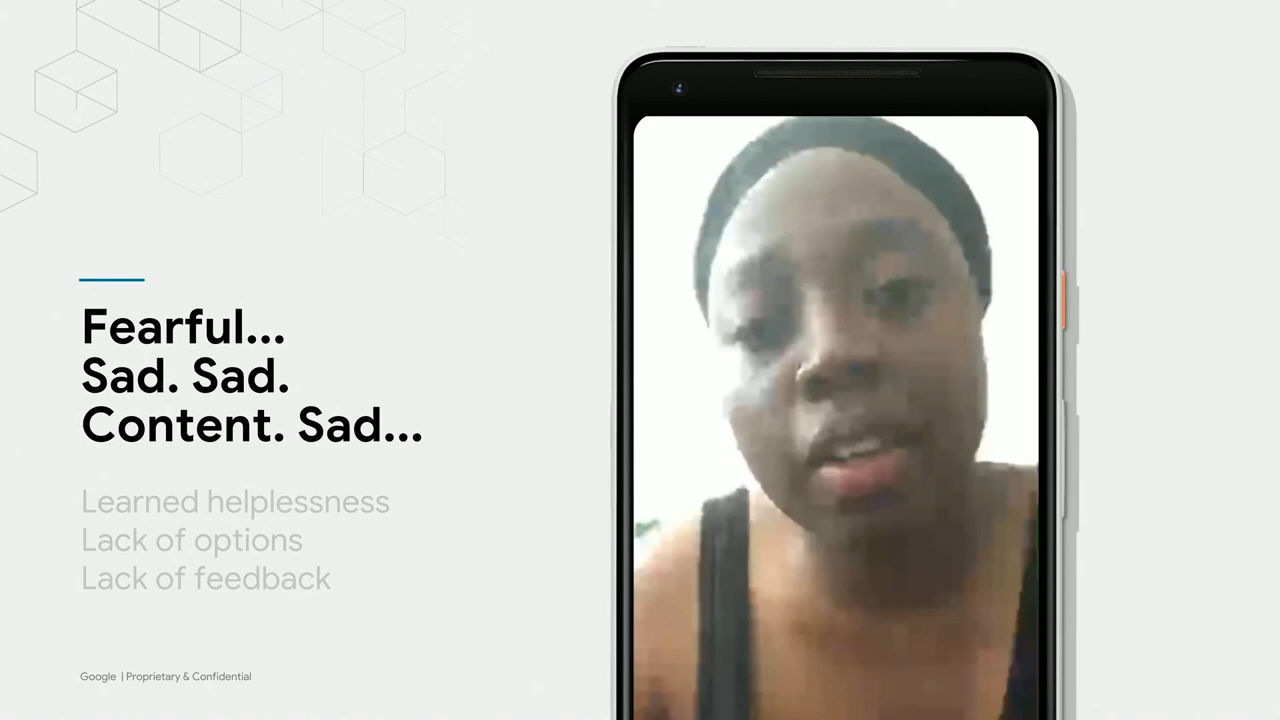 Fearful...
Sad. Sad.
Content. Sad...
Learned helplessness
Lack of options
Lack of feedback
Google | Proprietary & Confidential